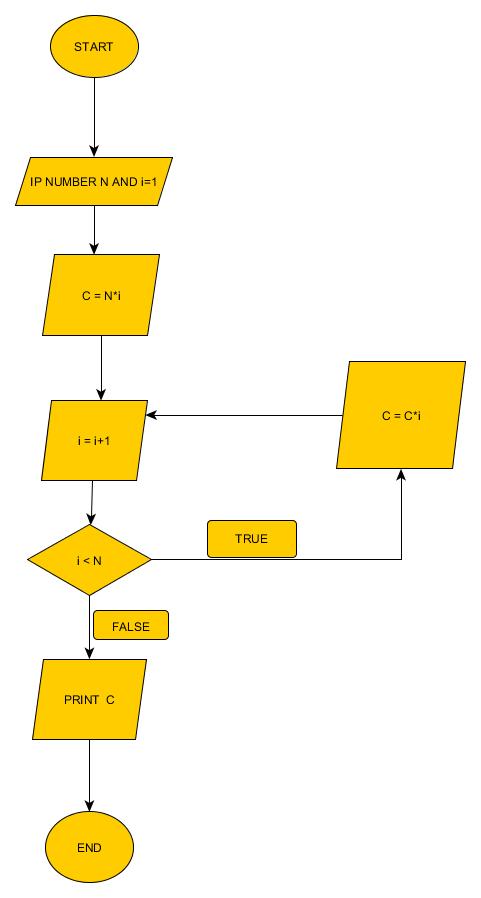 START
IP NUMBER N AND i=1
C = N*i
i = i+1
C = C*i
i < N
TRUE
FALSE
PRINT  C
END